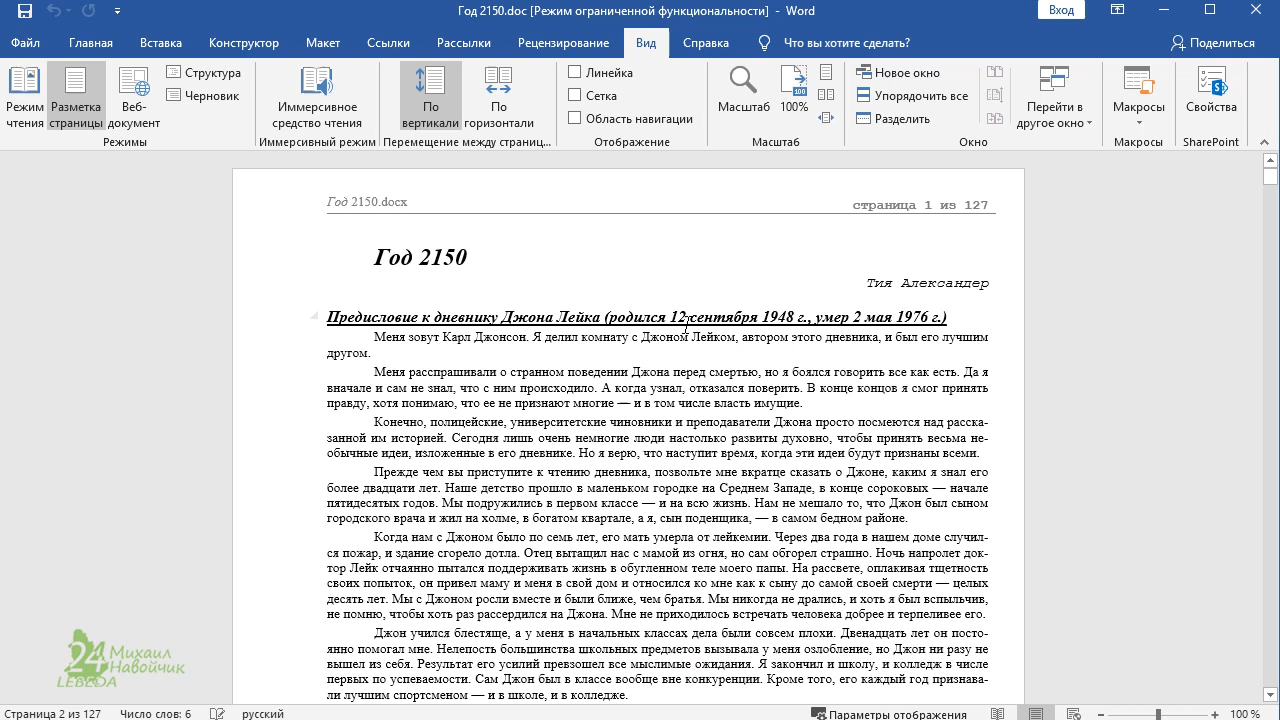 Год 2150.doc [Режим ограниченной функциональности] - Word
Вход
Файл Главная Вставка Конструктор Макет Ссылки Рассылки Рецензирование Вид Справка Что вы хотите сделать? Поделиться
Режим чтения
Разметка страницы
Веб-документ
Структура
Черновик
Режимы
Иммерсивное средство чтения
Иммерсивный режим
По вертикали
По горизонтали
Перемещение между страниц...
Линейка
Сетка
Область навигации
Отображение
Масштаб
100
100%
Масштаб
Новое окно
Упорядочить все
Разделить
Перейти в другое окно
Окно
Макросы
Макросы
Свойства
SharePoint
Год 2150.docx
страница 1 из 127
Год 2150
Тия Александер
Предисловие к дневнику Джона Лейка (родился 12 сентября 1948 г., умер 2 мая 1976 г.)
Меня зовут Карл Джонсон. Я делил комнату с Джоном Лейком, автором этого дневника, и был его лучшим
другом.
Меня расспрашивали о странном поведении Джона перед смертью, но я боялся говорить все как есть. Да я
вначале и сам не знал, что с ним происходило. А когда узнал, отказался поверить. В конце концов я смог принять
правду, хотя понимаю, что ее не признают многие — и в том числе власть имущие.
Конечно, полицейские, университетские чиновники и преподаватели Джона просто посмеются над расска-
занной им историей. Сегодня лишь очень немногие люди настолько развиты духовно, чтобы принять весьма не-
обычные идеи, изложенные в его дневнике. Но я верю, что наступит время, когда эти идеи будут признаны всеми.
Прежде чем вы приступите к чтению дневника, позвольте мне вкратце сказать о Джоне, каким я знал его
более двадцати лет. Наше детство прошло в маленьком городке на Среднем Западе, в конце сороковых — начале
пятидесятых годов. Мы подружились в первом классе — и на всю жизнь. Нам не мешало то, что Джон был сыном
городского врача и жил на холме, в богатом квартале, а я, сын поденщика, — в самом бедном районе.
Когда нам с Джоном было по семь лет, его мать умерла от лейкемии. Через два года в нашем доме случил-
ся пожар, и здание сгорело дотла. Отец вытащил нас с мамой из огня, но сам обгорел страшно. Ночь напролет док-
тор Лейк отчаянно пытался поддерживать жизнь в обугленном теле моего папы. На рассвете, оплакивая тщетность
своих попыток, он привел маму и меня в свой дом и относился ко мне как к сыну до самой своей смерти — целых
десять лет. Мы с Джоном росли вместе и были ближе, чем братья. Мы никогда не дрались, и хоть я был вспыльчив,
не помню, чтобы хоть раз рассердился на Джона. Мне не приходилось встречать человека добрее и терпеливее его.
Джон учился блестяще, а у меня в начальных классах дела были совсем плохи. Двенадцать лет он посто-
янно помогал мне. Нелепость большинства школьных предметов вызывала у меня озлобление, но Джон ни разу не
вышел из себя. Результат его усилий превзошел все мыслимые ожидания. Я закончил и школу, и колледж в числе
первых по успеваемости. Сам Джон был в классе вообще вне конкуренции. Кроме того, его каждый год признава-
ли лучшим спортсменом — и в школе, и в колледже.
24
Михаил
Навойчик
LEBEDA
Страница 2 из 127 Число слов: 6 русский Параметры отображения 100 %